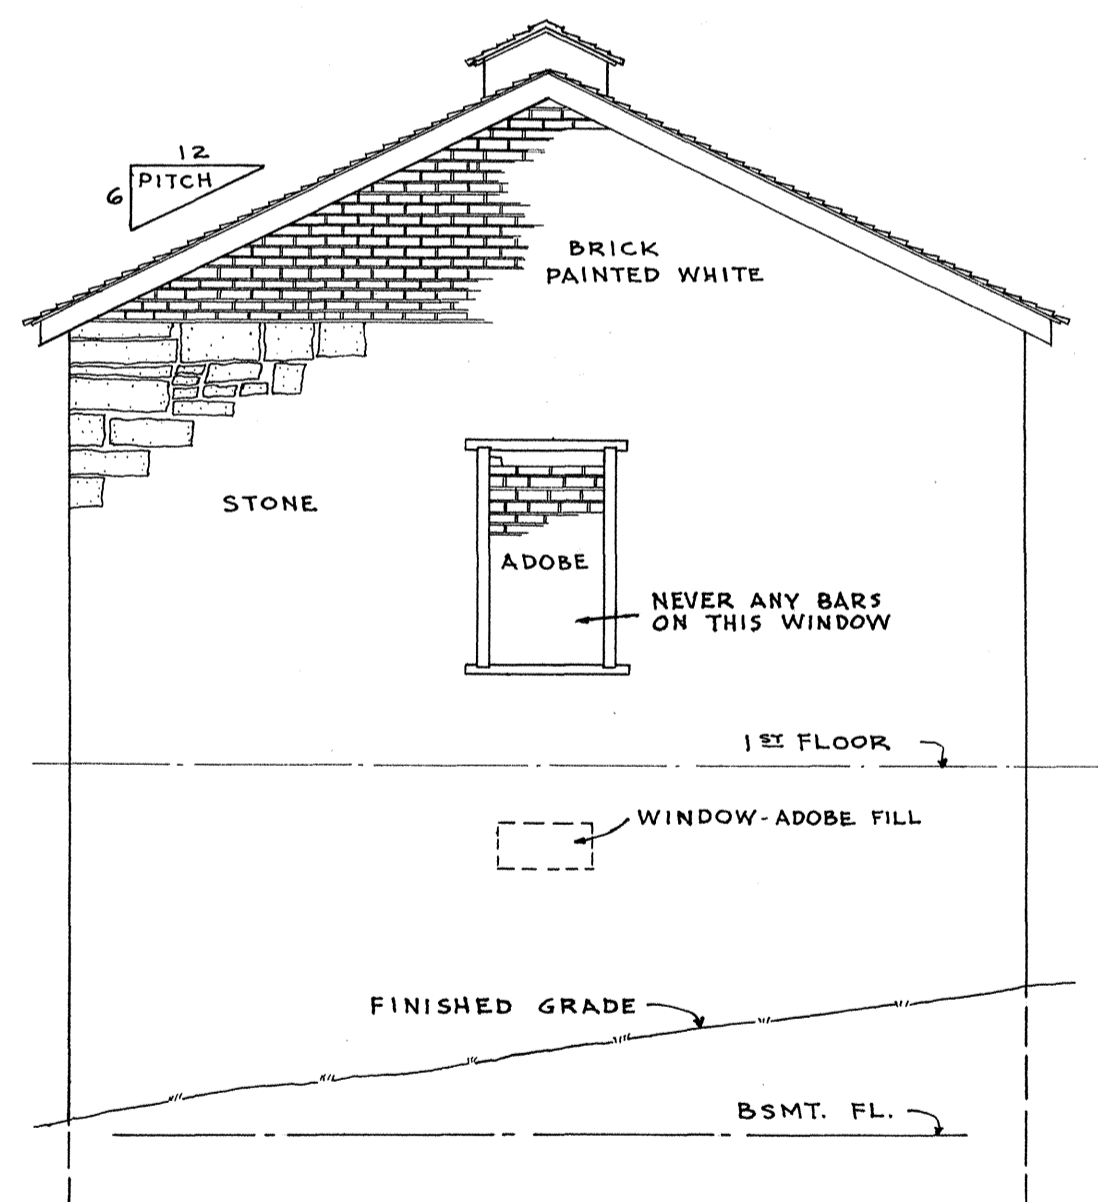 12
6 PITCH
BRICK
PAINTED WHITE
STONE
ADOBE
NEVER ANY BARS
ON THIS WINDOW
1ST FLOOR
WINDOW-ADOBE FILL
FINISHED GRADE
BSMT. FL.